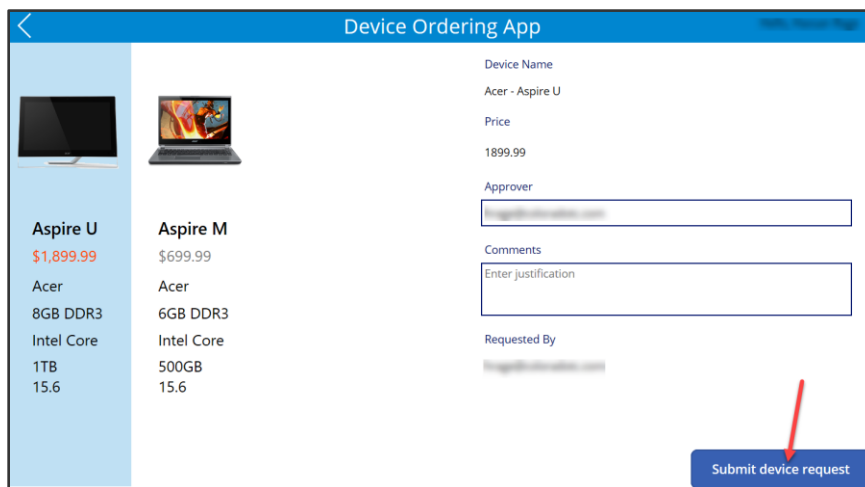 Device Ordering App
Aspire U
$1,899.99
Acer
8GB DDR3
Intel Core
1TB
15.6
Aspire M
$699.99
Acer
6GB DDR3
Intel Core
500GB
15.6
Device Name
Acer - Aspire U
Price
1899.99
Approver
Comments
Enter justification
Requested By
Submit device request